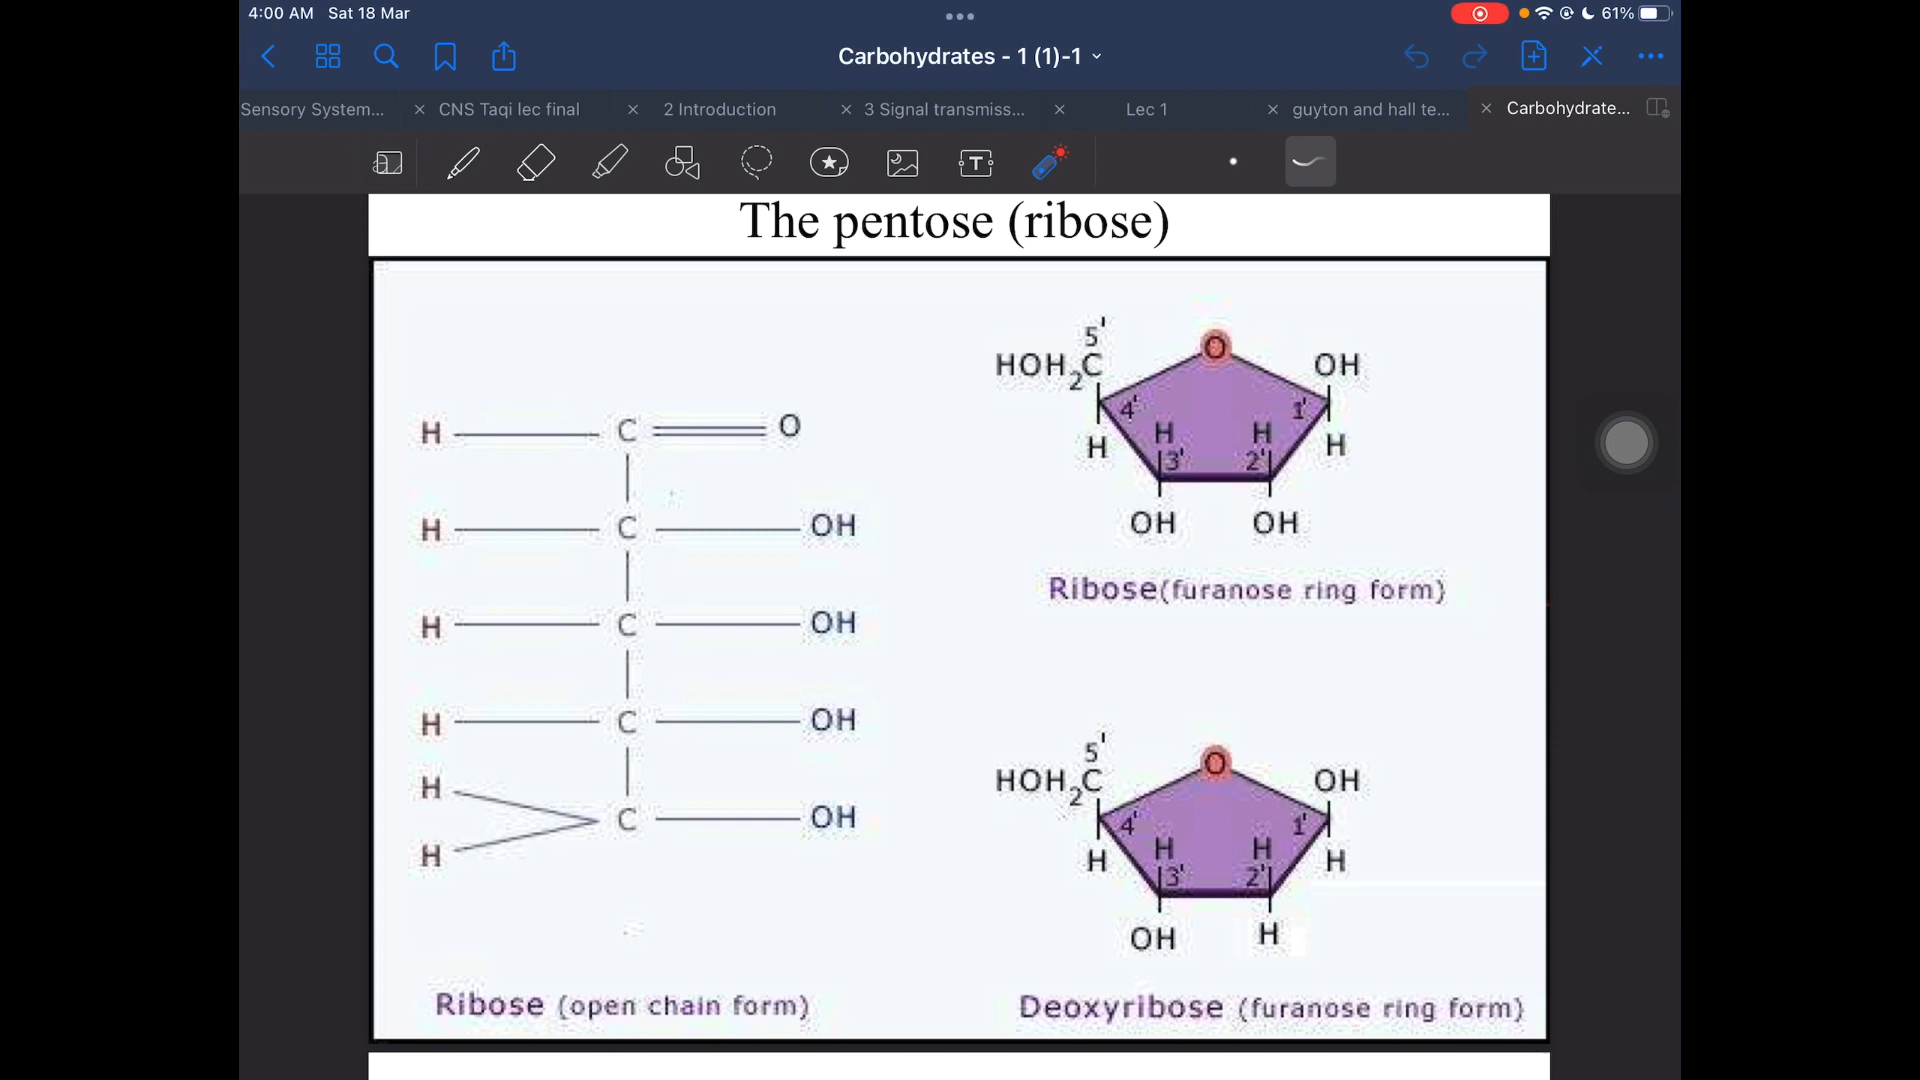 4:00 AM Sat 18 Mar
61%
Carbohydrates - 1 (1)-1
Sensory System...
CNS Taqi lec final
2 Introduction
3 Signal transmiss...
Lec 1
guyton and hall te...
Carbohydrate...
T
The pentose (ribose)
H C O
H C OH
H C OH
H C OH
H
C OH
H
Ribose (open chain form)
5'
HOH₂C O OH
4' 1'
H H H H
3' 2'
OH OH
Ribose(furanose ring form)
5'
HOH₂C O OH
4' 1'
H H H H
3' 2'
OH H
Deoxyribose (furanose ring form)